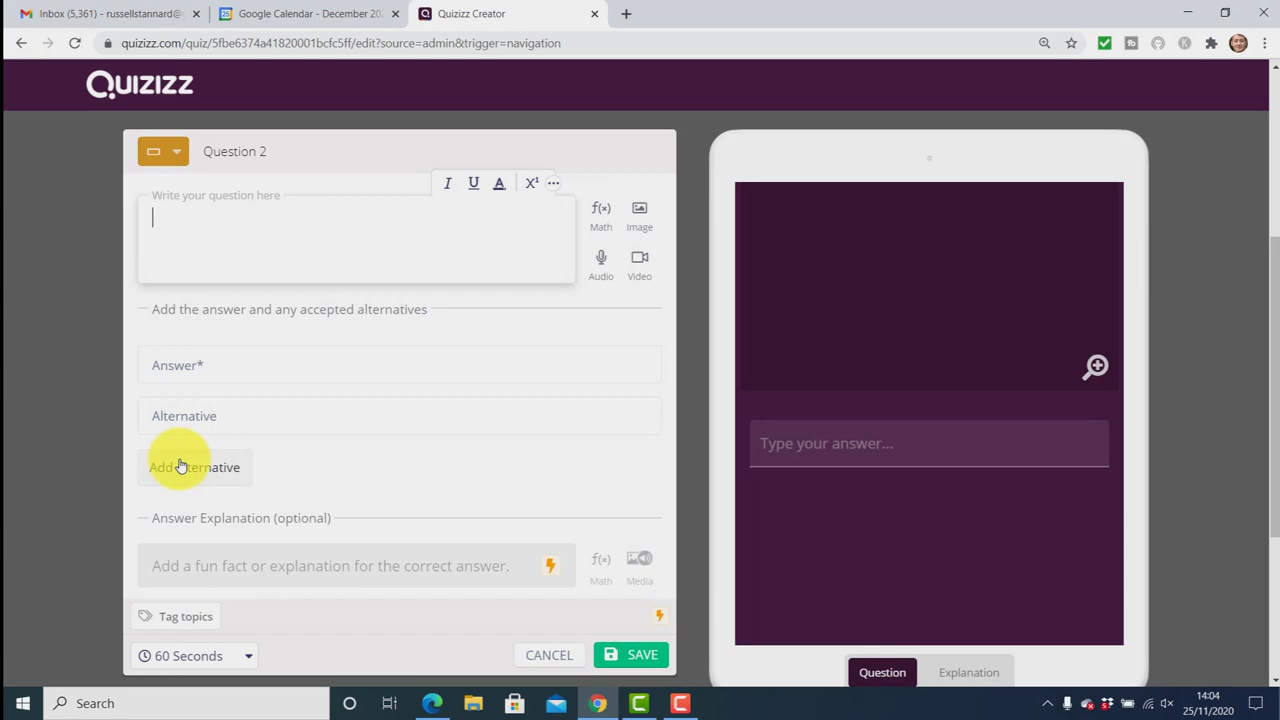 Inbox (5,361) - russellstannard@
Google Calendar - December 202
Quizizz Creator
quizizz.com/quiz/5fbe6374a41820001bcfc5ff/edit?source=admin&trigger=navigation
QUIZIZZ
Question 2
I U A X¹ ...
Write your question here
f(x)
Math Image
Audio Video
Add the answer and any accepted alternatives
Answer*
Alternative
Add Alternative
Answer Explanation (optional)
Add a fun fact or explanation for the correct answer.
f(x)
Math Media
Tag topics
60 Seconds
CANCEL
SAVE
Type your answer...
Question Explanation
Search
14:04
25/11/2020